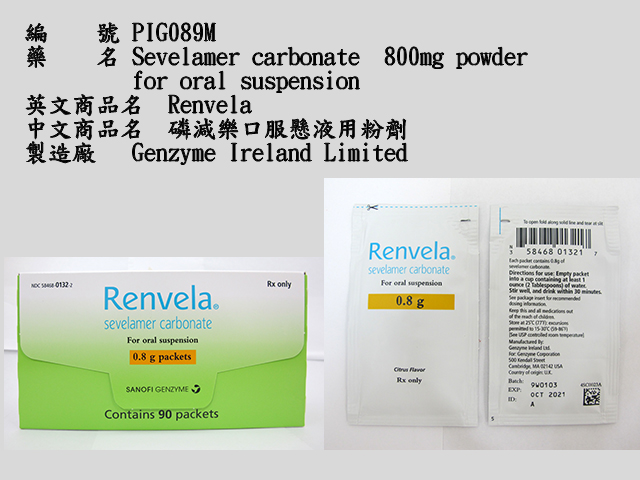 編 號 PIG089M
藥 名 Sevelamer carbonate 800mg powder
for oral suspension
英文商品名 Renvela
中文商品名 磷減樂口服懸液用粉劑
製造廠 Genzyme Ireland Limited
NDC 58468-0132-2
Rx only
Renvela®
sevelamer carbonate
For oral suspension
0.8 g packets
SANOFI GENZYME
Contains 90 packets
Renvela®
sevelamer carbonate
For oral suspension
0.8 g
Citrus Flavor
Rx only
To open fold along solid line and tear at slit
N
3 58468 01321 7
Each packet contains 0.8g of
sevelamer carbonate.
Directions for use: Empty packet
into a cup containing at least 1
ounce (2 Tablespoons) of water.
Stir well, and drink within 30 minutes.
See package insert for recommended
dosing information.
Keep this and all medications out
of the reach of children.
Store at 25°C (77°F): excursions
permitted to 15-30°C (59-86°F)
[See USP controlled room temperature]
Manufactured By:
Genzyme Ireland Ltd.
For: Genzyme Corporation
500 Kendall Street
Cambridge, MA 02142 USA
Country of origin: U.K.
Batch: 9W0103
EXP: OCT 2021
ID: A
S